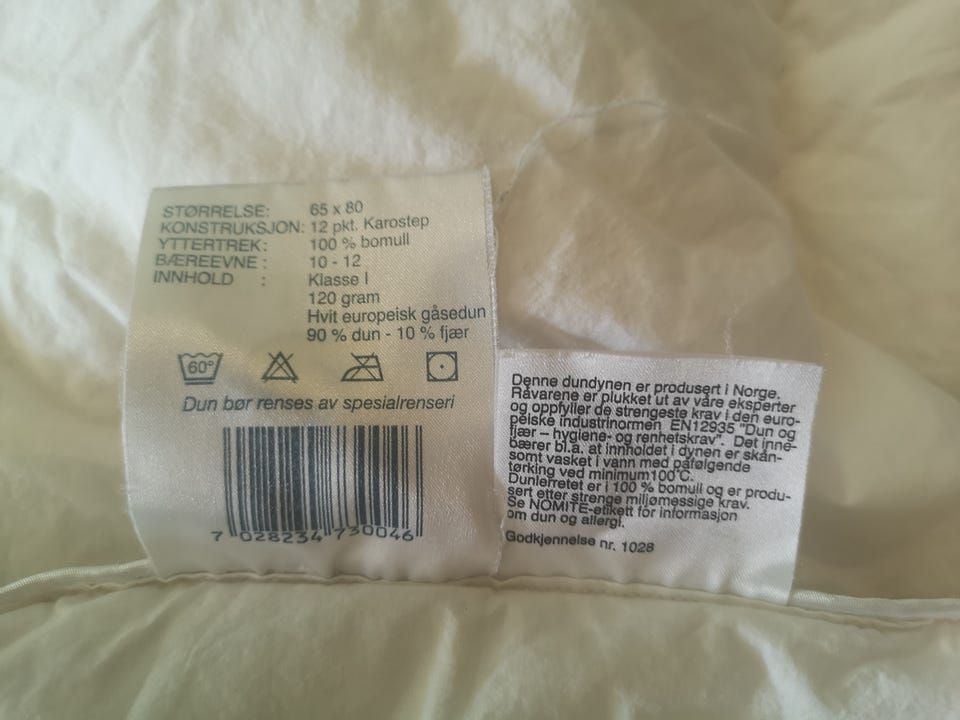 STØRRELSE: 65 x 80
KONSTRUKSJON: 12 pkt. Karostep
YTTERTREK: 100 % bomull
BÆREEVNE : 10 - 12
INNHOLD : Klasse I
120 gram
Hvit europeisk gåsedun
90 % dun - 10 % fjær
60°
Dun bør renses av spesialrenseri
7 028234 730046
Denne dundynen er produsert i Norge.
Råvarene er plukket ut av våre eksperter
og oppfyller de strengeste krav i den euro-
peiske industrinormen EN12935 "Dun og
fjær – hygiene- og renhetskrav". Det inne-
bærer bl.a. at innholdet i dynen er skån-
somt vasket i vann med påfølgende
tørking ved minimum100°C.
Dunlerretet er i 100 % bomull og er produ-
sert etter strenge miljømessige krav.
Se NOMITE-etikett for informasjon
om dun og allergi.
Godkjennelse nr. 1028